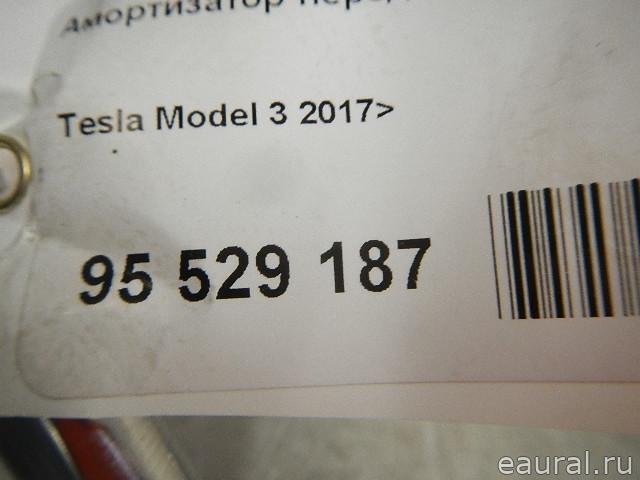 Амортизатор
Tesla Model 3 2017>
95 529 187
eaural.ru